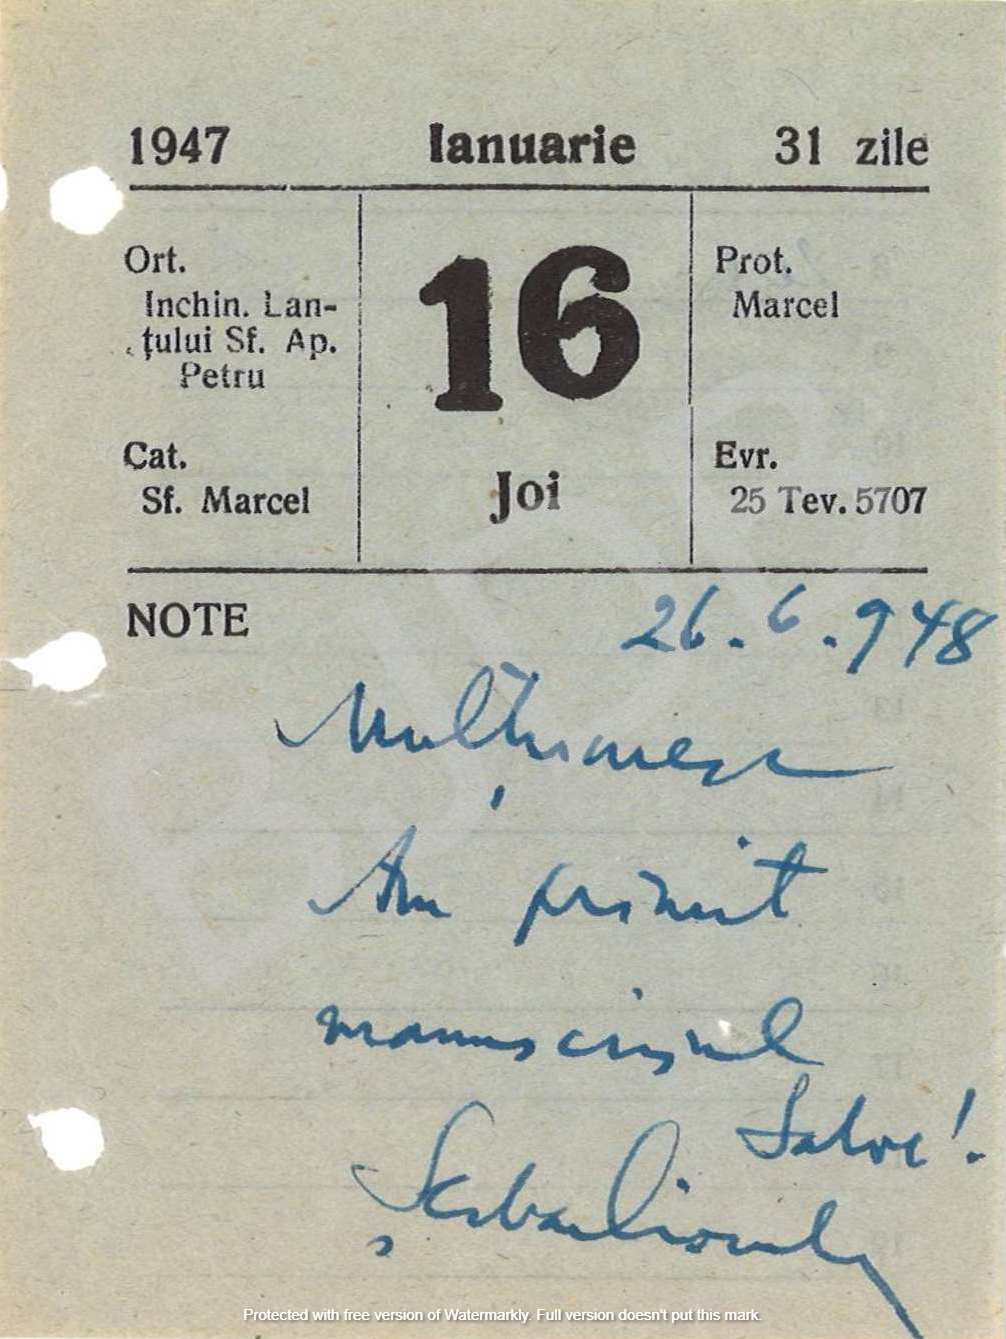 1947 Ianuarie 31 zile
Ort.
Inchin. Lan-
ţului Sf. Ap.
Petru
Cat.
Sf. Marcel
16
Joi
Prot.
Marcel
Evr.
25 Tev. 5707
NOTE
26.6.948
Mulţumesc
Am primit
manuscrisul
Salve!
Protected with free version of Watermarkly. Full version doesn't put this mark.